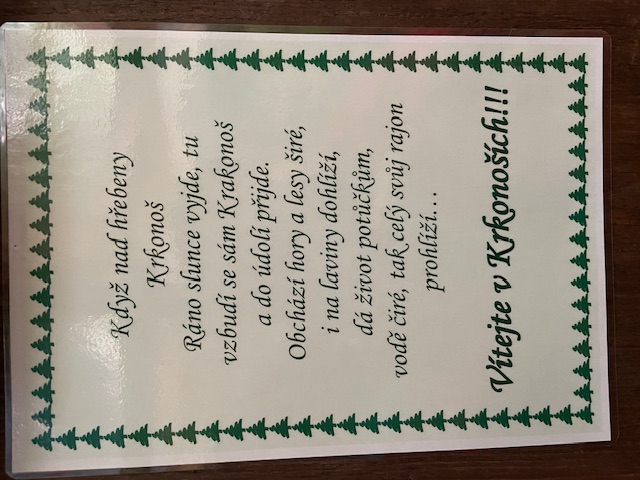 Když nad hřebeny
Krkonoš
Ráno slunce vyjde, tu
vzbudí se sám Krakonoš
a do údolí přijde.
Obchází hory a lesy širé,
i na laviny dohlíží,
dá život potůčkům,
vodě čiré, tak celý svůj rajon
prohlíží…
Vítejte v Krkonoších!!!